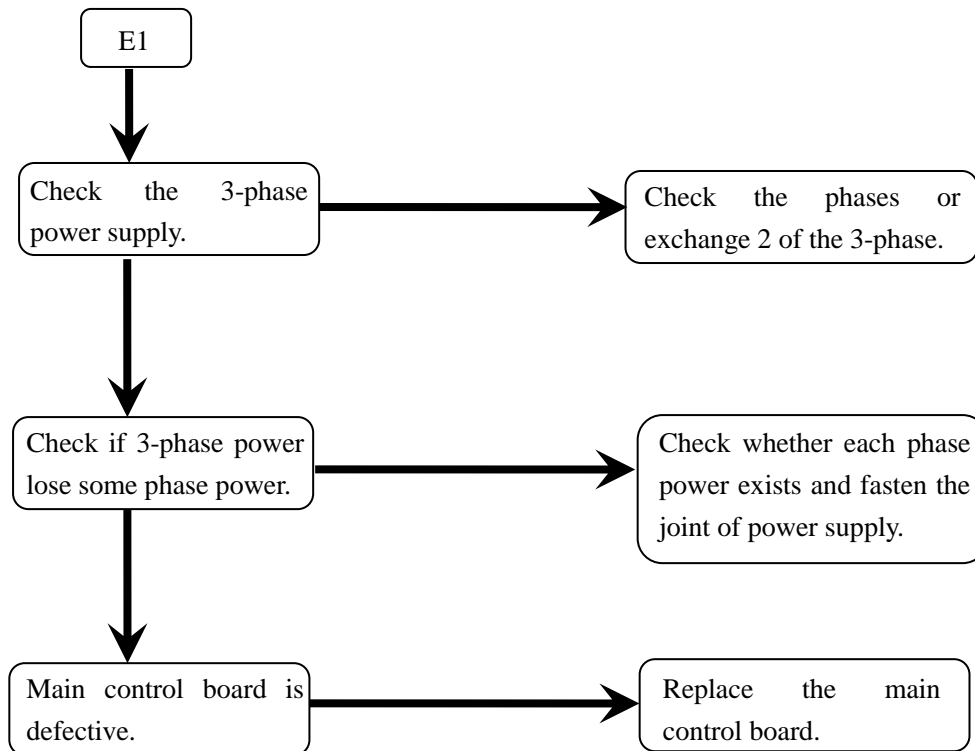 E1
Check the 3-phase
power supply.
Check the phases or
exchange 2 of the 3-phase.
Check if 3-phase power
lose some phase power.
Check whether each phase
power exists and fasten the
joint of power supply.
Main control board is
defective.
Replace the main
control board.